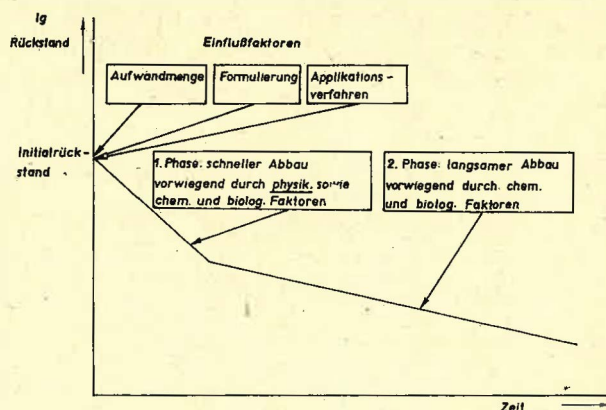 lg
Rückstand
Einflußfaktoren
Aufwandmenge
Formulierung
Applikations-
verfahren
Initialrück-
stand
1. Phase: schneller Abbau
vorwiegend durch physik. sowie
chem. und biolog. Faktoren
2. Phase: langsamer Abbau
vorwiegend durch chem.
und biolog. Faktoren
Zeit